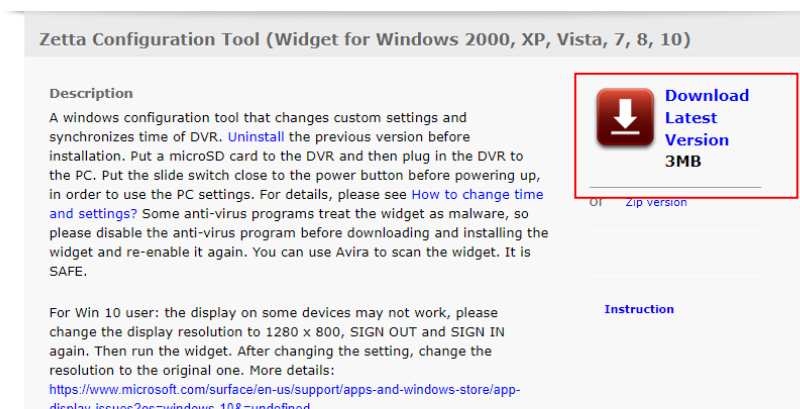 Zetta Configuration Tool (Widget for Windows 2000, XP, Vista, 7, 8, 10)
Description
A windows configuration tool that changes custom settings and
synchronizes time of DVR. Uninstall the previous version before
installation. Put a microSD card to the DVR and then plug in the DVR to
the PC. Put the slide switch close to the power button before powering up,
in order to use the PC settings. For details, please see How to change time
and settings? Some anti-virus programs treat the widget as malware, so
please disable the anti-virus program before downloading and installing the
widget and re-enable it again. You can use Avira to scan the widget. It is
SAFE.
For Win 10 user: the display on some devices may not work, please
change the display resolution to 1280 x 800, SIGN OUT and SIGN IN
again. Then run the widget. After changing the setting, change the
resolution to the original one. More details:
https://www.microsoft.com/surface/en-us/support/apps-and-windows-store/app-
display-issues?os=windows-10&=undefined
Download
Latest
Version
3MB
Or Zip version
Instruction